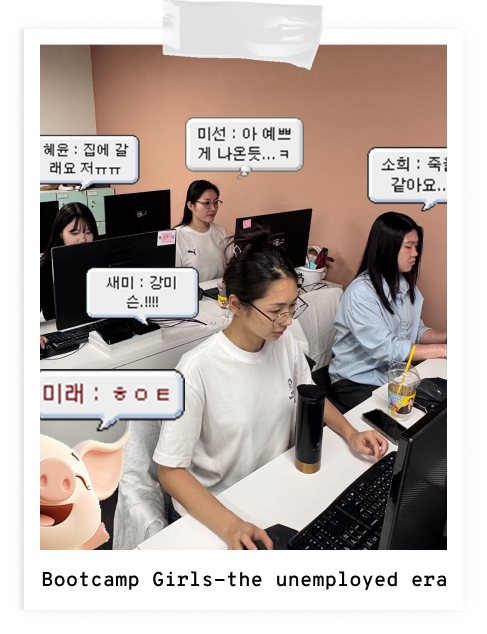 미선 : 아 예쁘
게 나온듯...ㅋ
혜윤 : 집에 갈
래요 저ㅠㅠ
소희 : 죽을
같아요..
새미 : 강미
슨.!!!!
미래 : ㅎㅇㅌ
Bootcamp Girls-the unemployed era